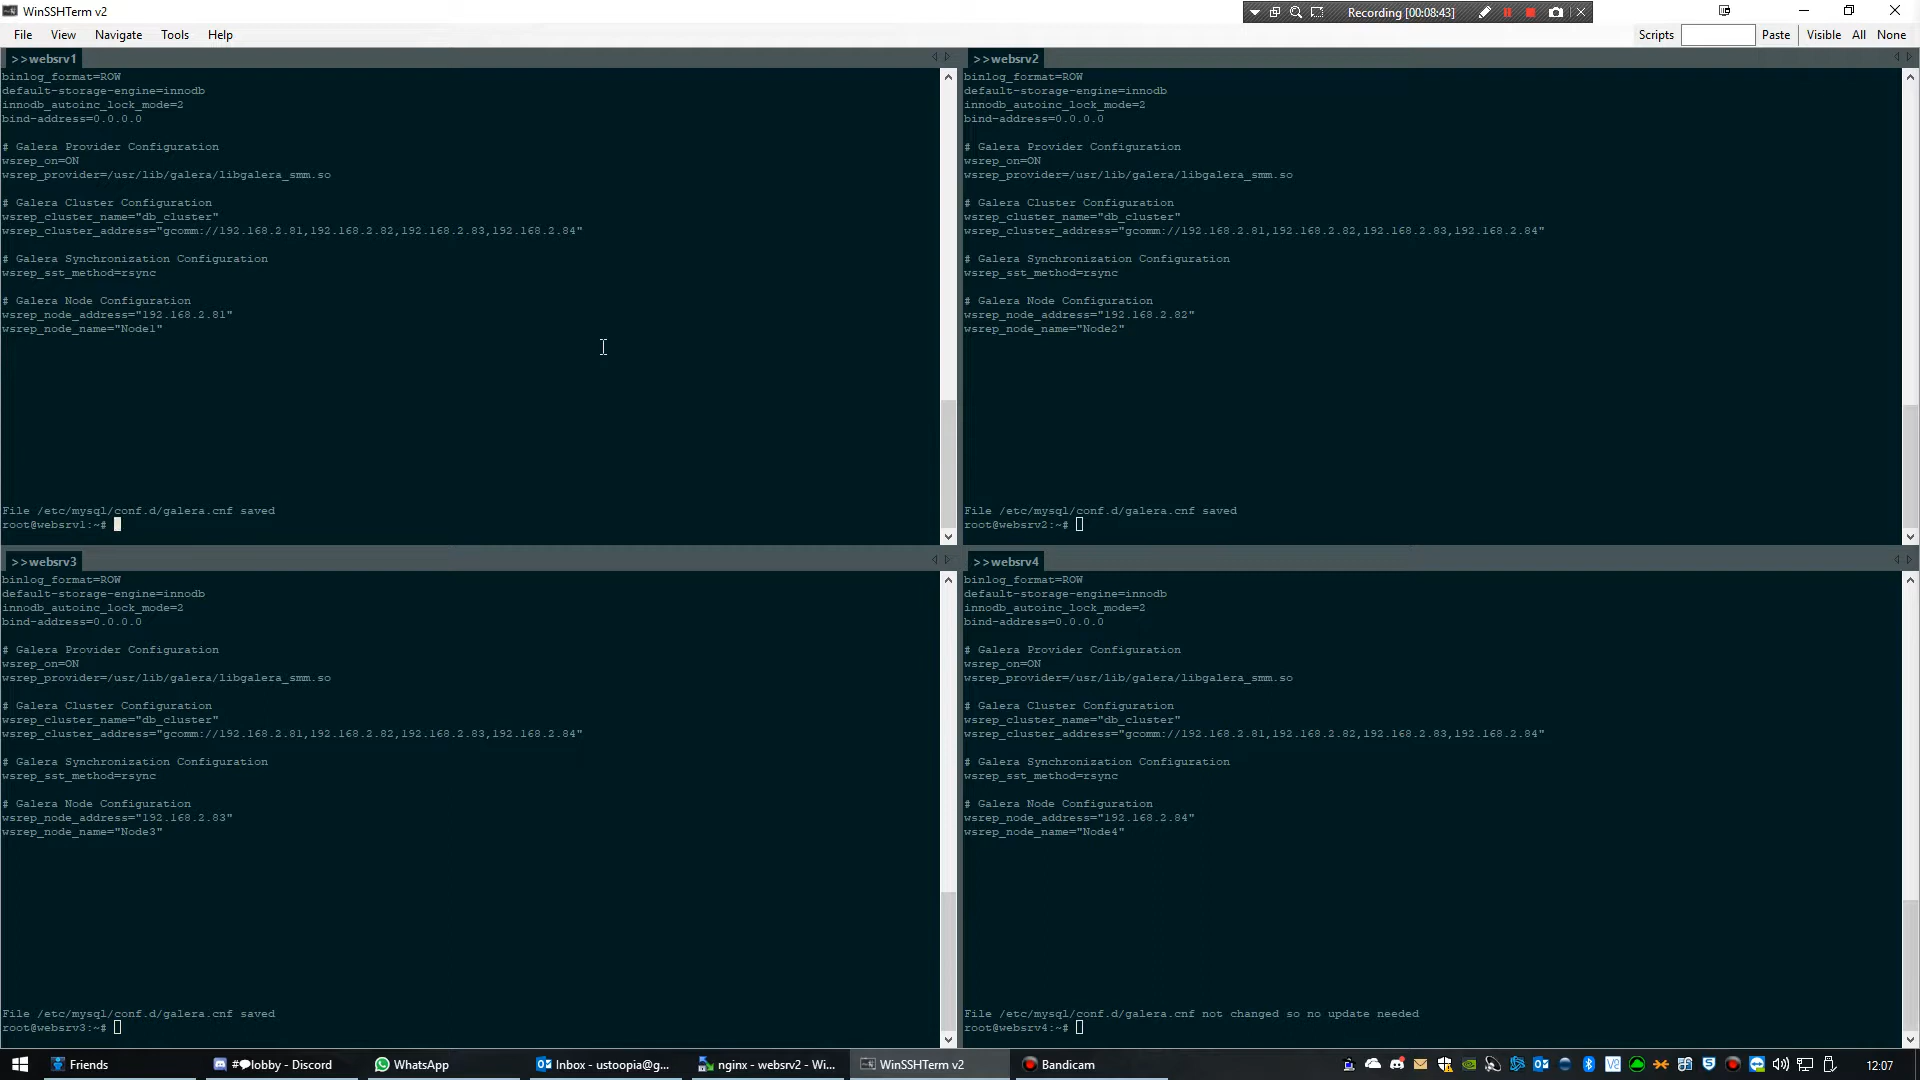 WinSSHTerm v2
Recording [00:08:43]
File View Navigate Tools Help
Scripts Paste Visible All None
>>websrv1
binlog_format=ROW
default-storage-engine=innodb
innodb_autoinc_lock_mode=2
bind-address=0.0.0.0
# Galera Provider Configuration
wsrep_on=ON
wsrep_provider=/usr/lib/galera/libgalera_smm.so
# Galera Cluster Configuration
wsrep_cluster_name="db_cluster"
wsrep_cluster_address="gcomm://192.168.2.81,192.168.2.82,192.168.2.83,192.168.2.84"
# Galera Synchronization Configuration
wsrep_sst_method=rsync
# Galera Node Configuration
wsrep_node_address="192.168.2.81"
wsrep_node_name="Node1"
File /etc/mysql/conf.d/galera.cnf saved
root@websrv1:~#
>>websrv2
binlog_format=ROW
default-storage-engine=innodb
innodb_autoinc_lock_mode=2
bind-address=0.0.0.0
# Galera Provider Configuration
wsrep_on=ON
wsrep_provider=/usr/lib/galera/libgalera_smm.so
# Galera Cluster Configuration
wsrep_cluster_name="db_cluster"
wsrep_cluster_address="gcomm://192.168.2.81,192.168.2.82,192.168.2.83,192.168.2.84"
# Galera Synchronization Configuration
wsrep_sst_method=rsync
# Galera Node Configuration
wsrep_node_address="192.168.2.82"
wsrep_node_name="Node2"
File /etc/mysql/conf.d/galera.cnf saved
root@websrv2:~#
>>websrv3
binlog_format=ROW
default-storage-engine=innodb
innodb_autoinc_lock_mode=2
bind-address=0.0.0.0
# Galera Provider Configuration
wsrep_on=ON
wsrep_provider=/usr/lib/galera/libgalera_smm.so
# Galera Cluster Configuration
wsrep_cluster_name="db_cluster"
wsrep_cluster_address="gcomm://192.168.2.81,192.168.2.82,192.168.2.83,192.168.2.84"
# Galera Synchronization Configuration
wsrep_sst_method=rsync
# Galera Node Configuration
wsrep_node_address="192.168.2.83"
wsrep_node_name="Node3"
File /etc/mysql/conf.d/galera.cnf saved
root@websrv3:~#
>>websrv4
binlog_format=ROW
default-storage-engine=innodb
innodb_autoinc_lock_mode=2
bind-address=0.0.0.0
# Galera Provider Configuration
wsrep_on=ON
wsrep_provider=/usr/lib/galera/libgalera_smm.so
# Galera Cluster Configuration
wsrep_cluster_name="db_cluster"
wsrep_cluster_address="gcomm://192.168.2.81,192.168.2.82,192.168.2.83,192.168.2.84"
# Galera Synchronization Configuration
wsrep_sst_method=rsync
# Galera Node Configuration
wsrep_node_address="192.168.2.84"
wsrep_node_name="Node4"
File /etc/mysql/conf.d/galera.cnf not changed so no update needed
root@websrv4:~#
Friends #💬lobby - Discord WhatsApp Inbox - ustoopia@g... nginx - websrv2 - Wi... WinSSHTerm v2 Bandicam 12:07